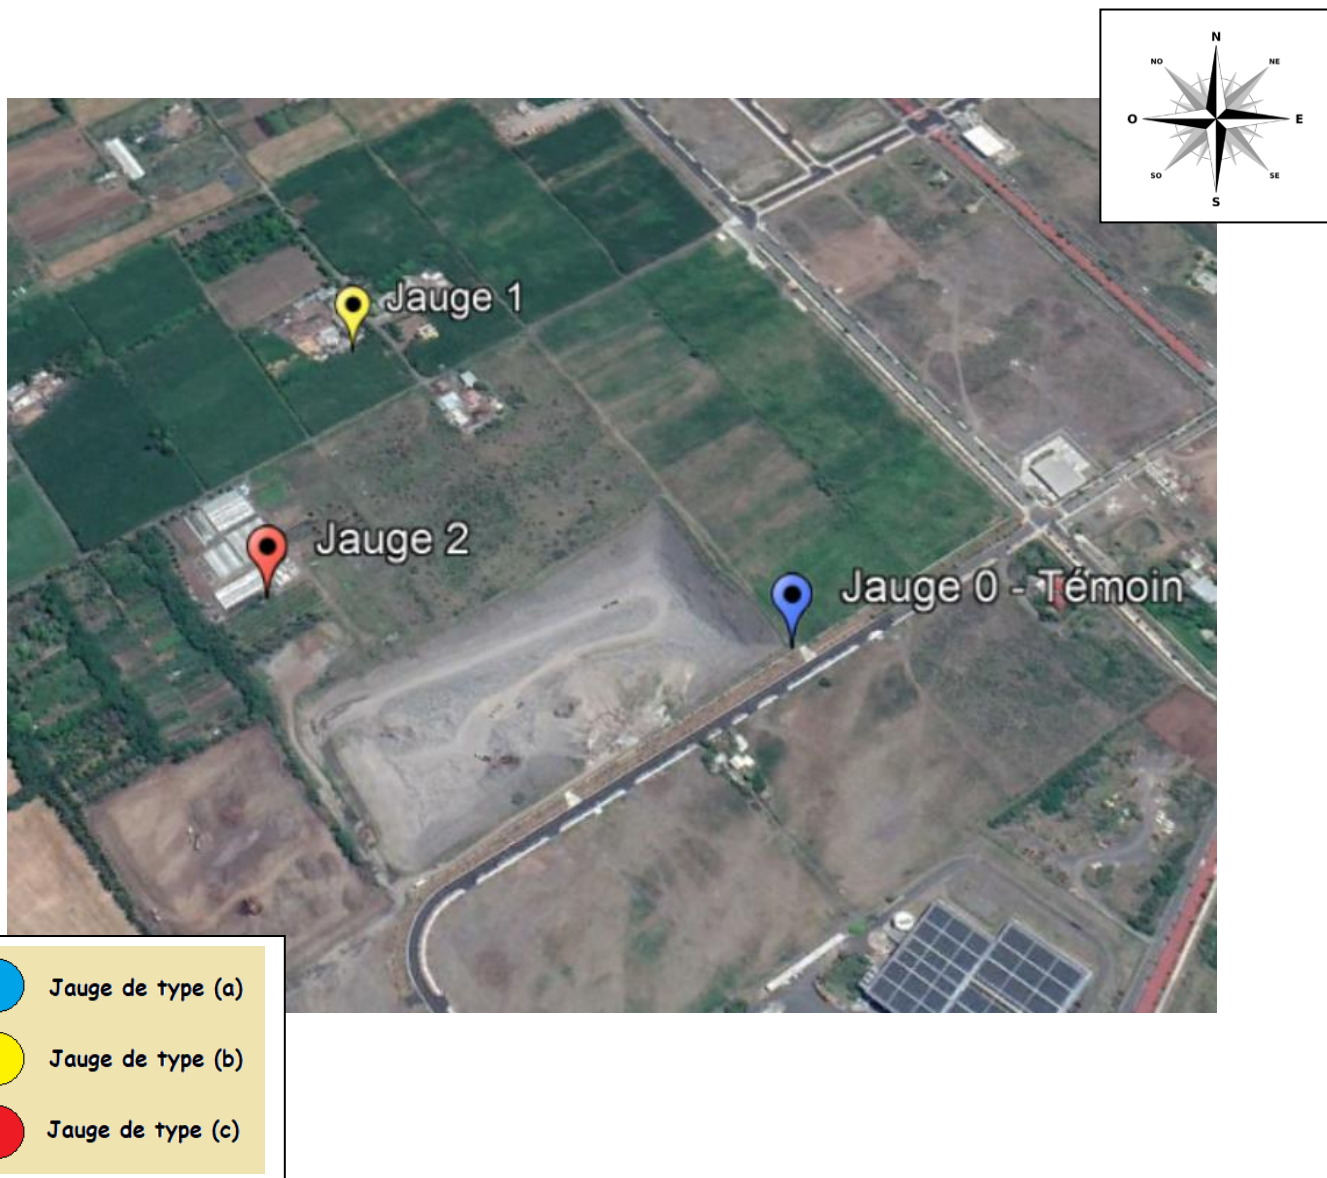 N
NO
NE
O
E
SO
SE
S
Jauge 1
Jauge 2
Jauge 0 - Témoin
Jauge de type (a)
Jauge de type (b)
Jauge de type (c)